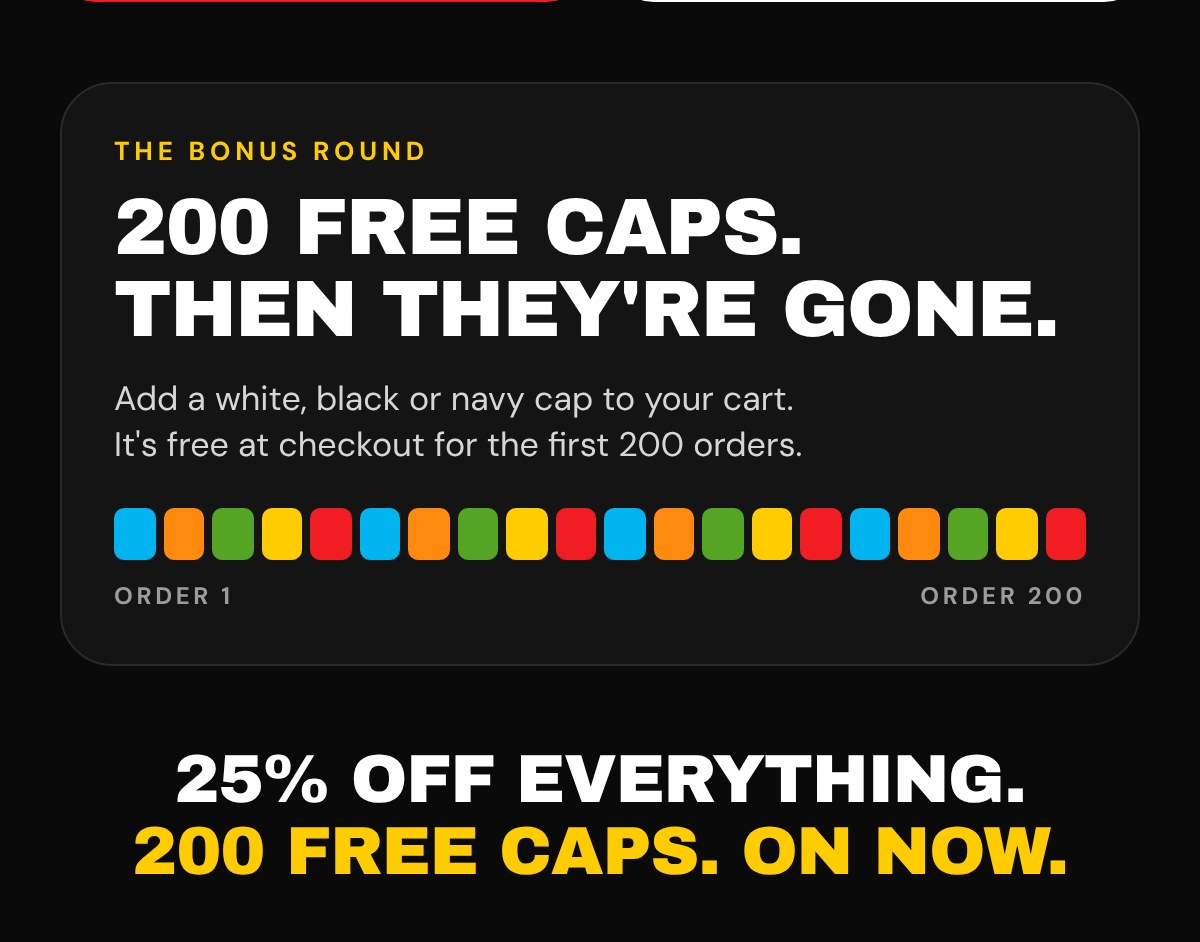 THE BONUS ROUND
200 FREE CAPS.
THEN THEY'RE GONE.
Add a white, black or navy cap to your cart.
It's free at checkout for the first 200 orders.
ORDER 1
ORDER 200
25% OFF EVERYTHING.
200 FREE CAPS. ON NOW.